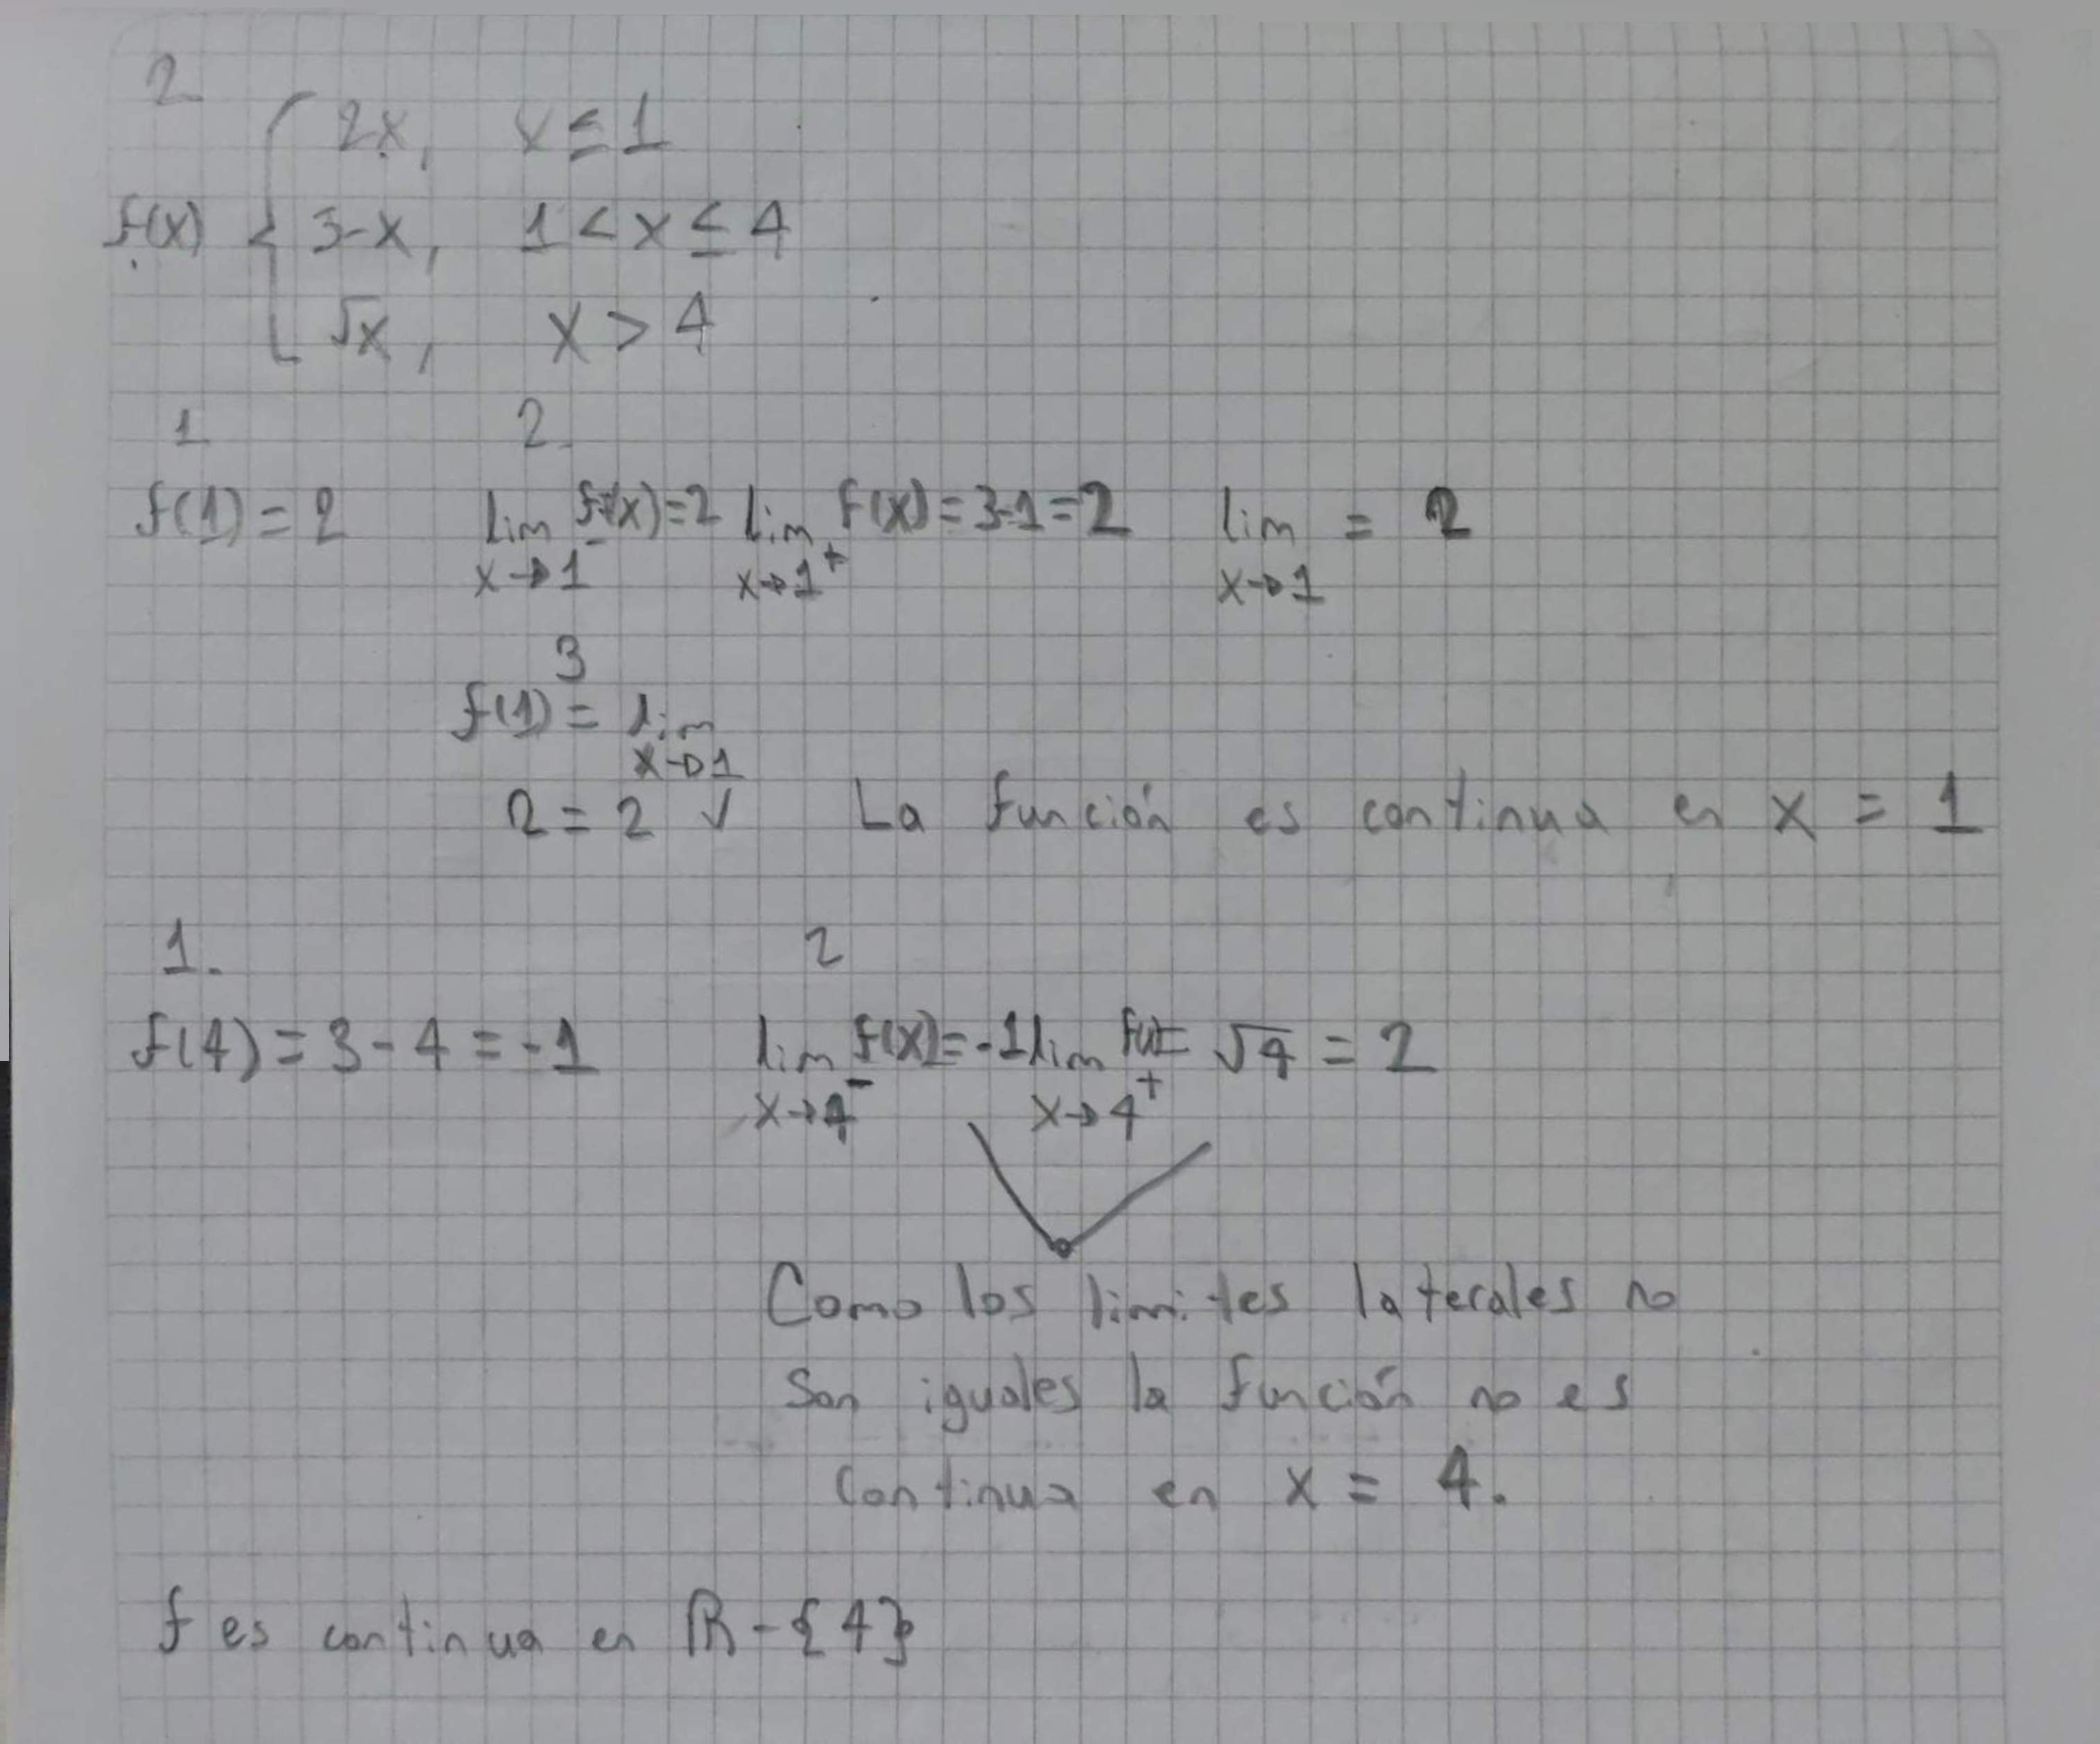 2
2x, x ≤ 1
f(x) { 3-x, 1 < x ≤ 4
√x, x > 4
1 2
f(1) = 2 lim f(x)=2 lim f(x)=3-1=2 lim = 2
x→1⁻ x→1⁺ x→1
3
f(1) = lim
x→1
2 = 2 ✓ La función es continua en x = 1
1. 2
f(4) = 3 - 4 = -1 lim f(x)= -1 lim f(x)= √4 = 2
x→4⁻ x→4⁺
Como los limites laterales no
son iguales la función no es
continua en x = 4.
f es continua en ℝ - {4}